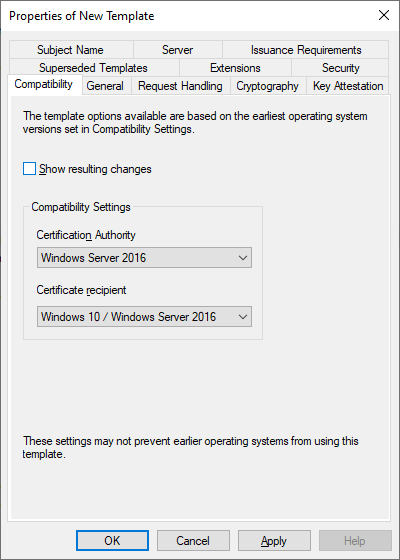 Properties of New Template
Subject Name
Server
Issuance Requirements
Superseded Templates
Extensions
Security
Compatibility
General
Request Handling
Cryptography
Key Attestation
The template options available are based on the earliest operating system
versions set in Compatibility Settings.
Show resulting changes
Compatibility Settings
Certification Authority
Windows Server 2016
Certificate recipient
Windows 10 / Windows Server 2016
These settings may not prevent earlier operating systems from using this
template.
OK
Cancel
Apply
Help